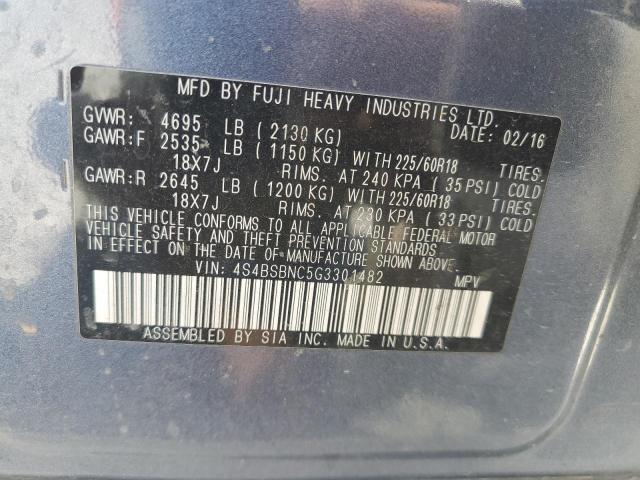 MFD BY FUJI HEAVY INDUSTRIES LTD.
GVWR: 4695 LB (2130 KG) DATE: 02/16
GAWR:F 2535 LB (1150 KG) WITH 225/60R18 TIRES.
18X7J RIMS. AT 240 KPA (35 PSI) COLD
GAWR:R 2645 LB (1200 KG) WITH 225/60R18 TIRES.
18X7J RIMS. AT 230 KPA (33 PSI) COLD
THIS VEHICLE CONFORMS TO ALL APPLICABLE FEDERAL MOTOR
VEHICLE SAFETY AND THEFT PREVENTION STANDARDS
IN EFFECT ON THE DATE OF MANUFACTURE SHOWN ABOVE.
VIN: 4S4BSBNC5G3301482 MPV
ASSEMBLED BY SIA INC. MADE IN U.S.A.